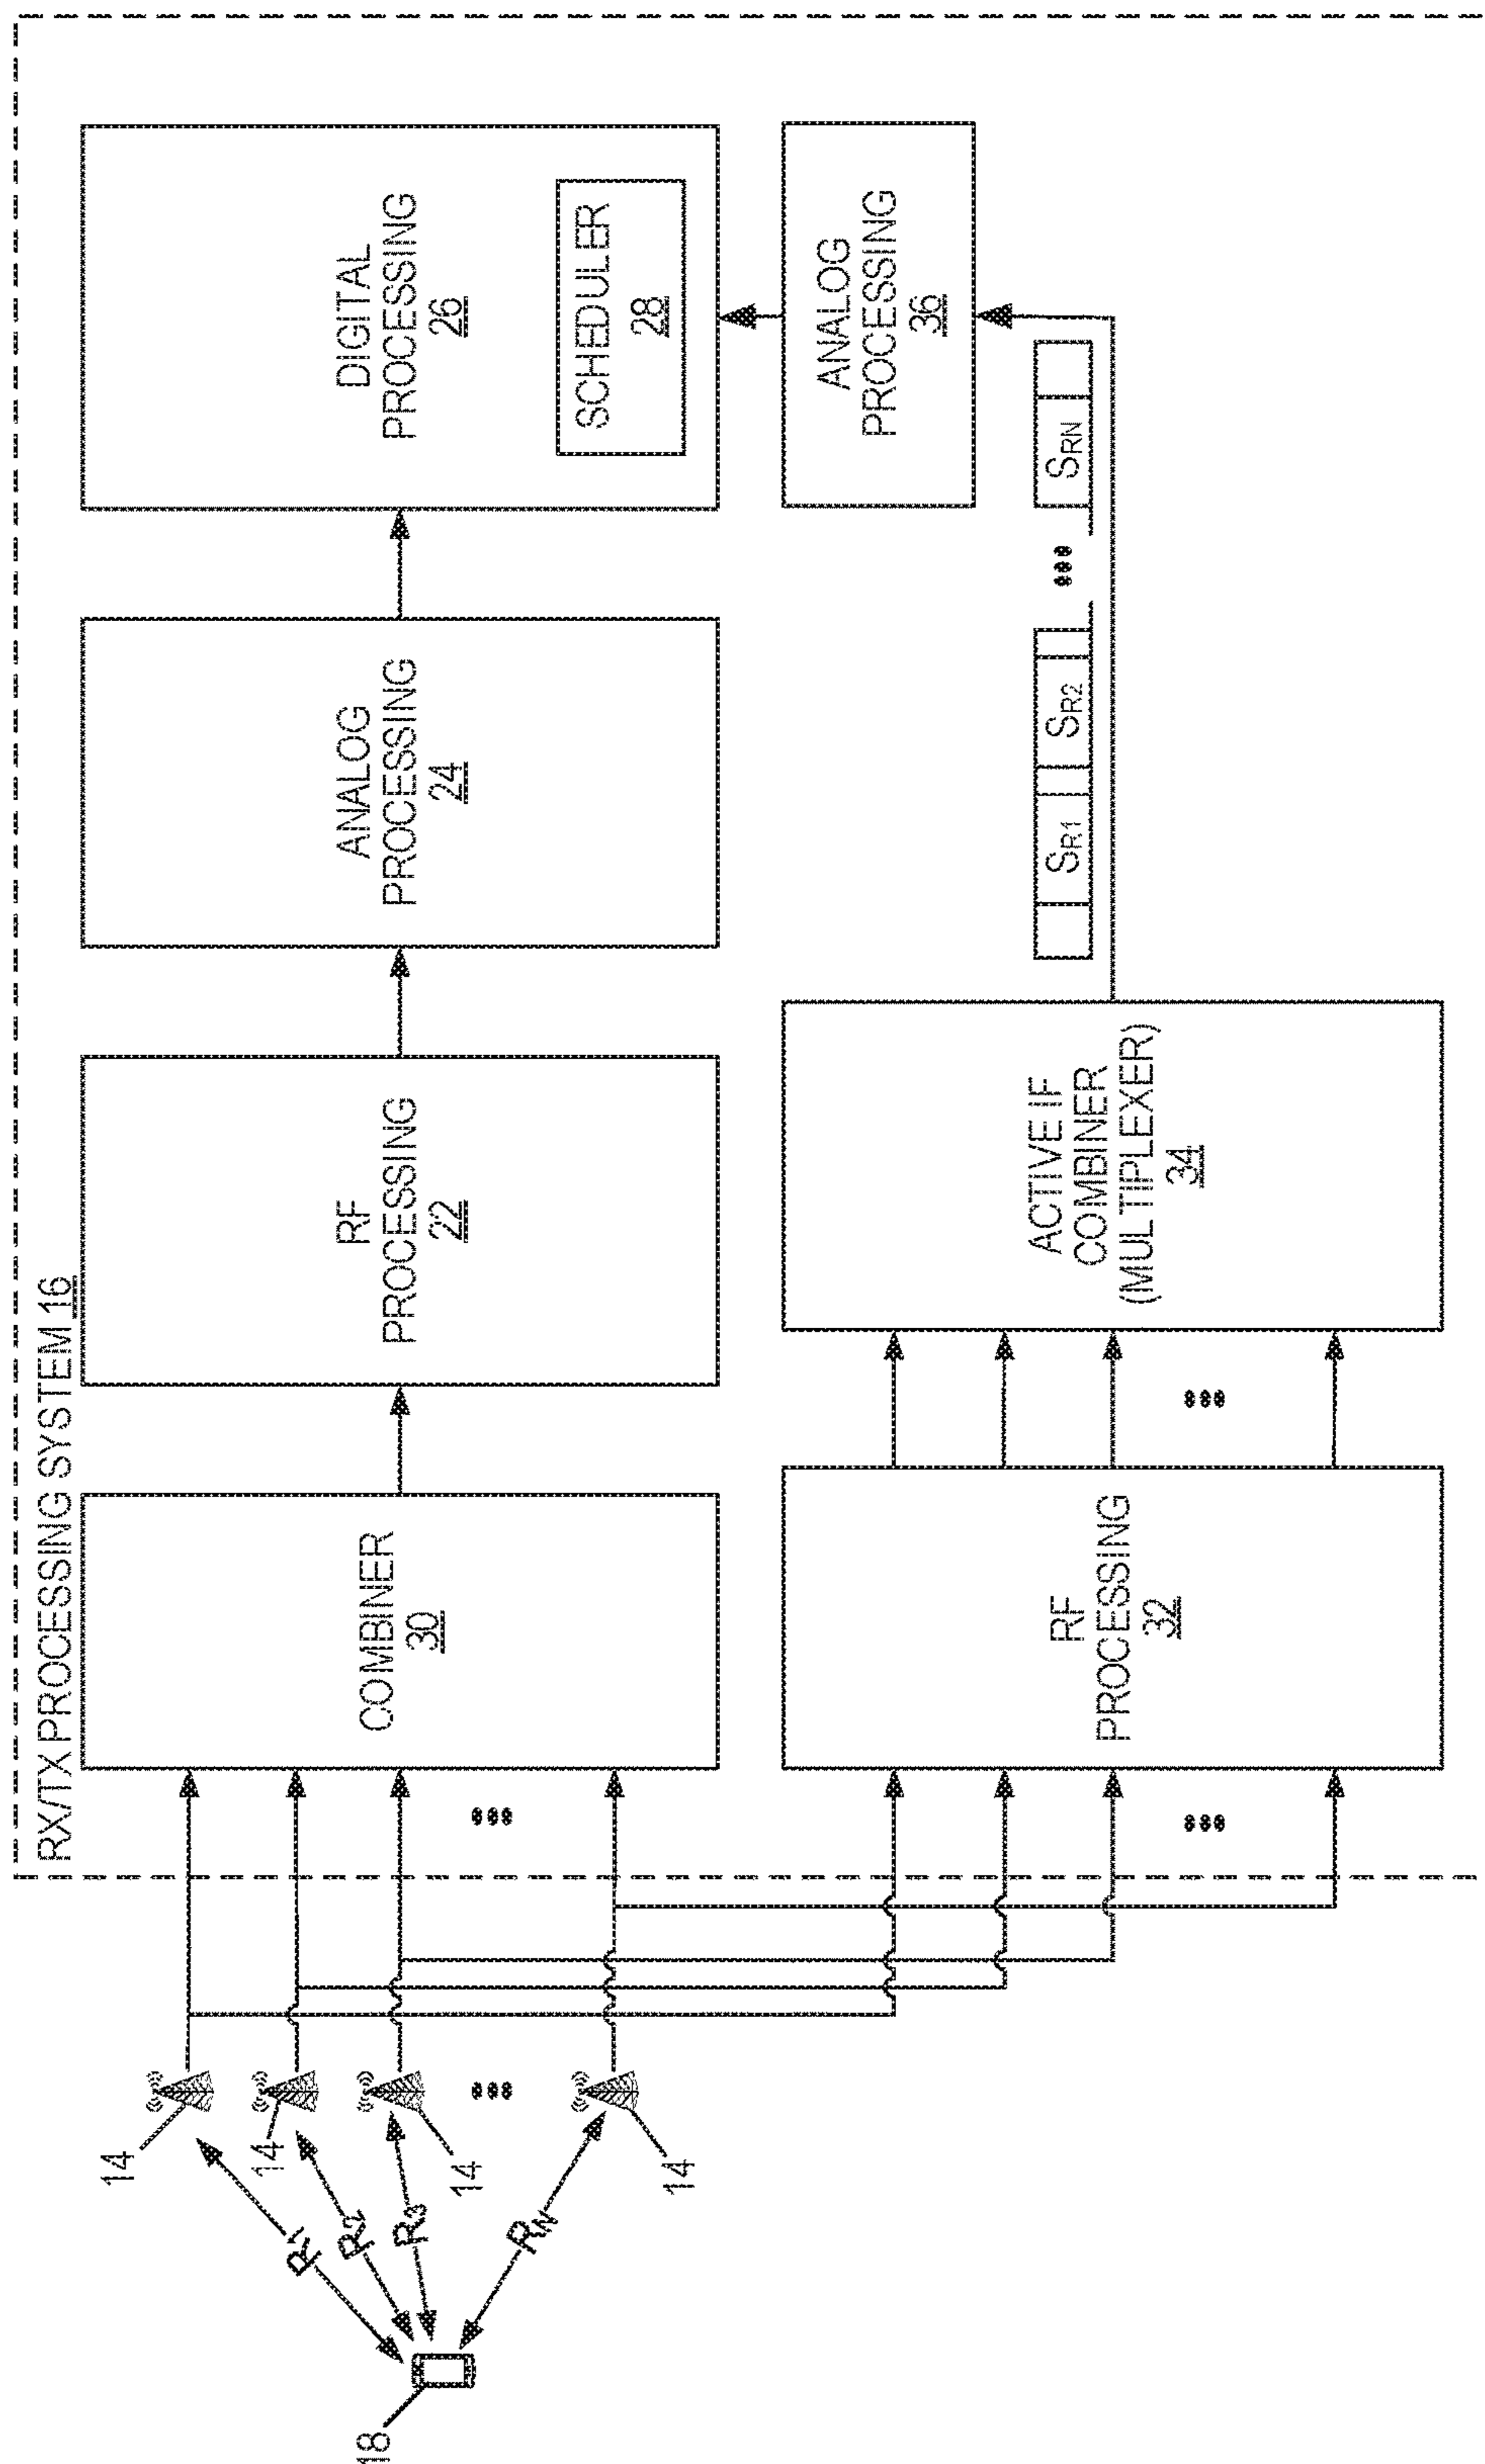 RX/TX PROCESSING SYSTEM 16
COMBINER
30
RF
PROCESSING
22
ANALOG
PROCESSING
24
DIGITAL
PROCESSING
26
SCHEDULER
28
RF
PROCESSING
32
ACTIVE IF
COMBINER
(MULTIPLEXER)
34
SR1
SR2
•••
SRN
ANALOG
PROCESSING
36
14
14
14
14
R1
R2
R3
RN
18